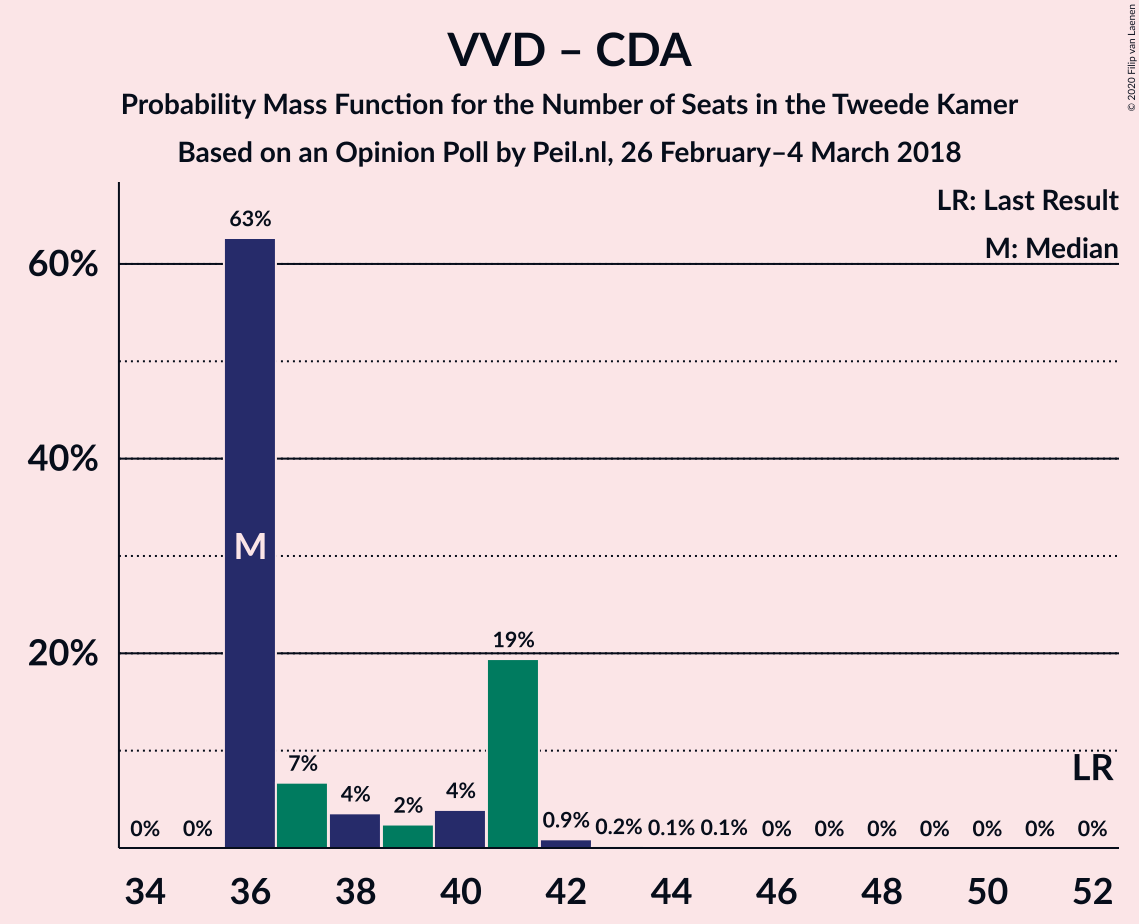 VVD – CDA
Probability Mass Function for the Number of Seats in the Tweede Kamer
Based on an Opinion Poll by Peil.nl, 26 February–4 March 2018
© 2020 Filip van Laenen
LR: Last Result
M: Median
60%
40%
20%
63%
M
7%
4%
2%
4%
19%
0.9%
0.2%
0.1%
0.1%
0%
0%
0%
0%
0%
0%
0%
0%
0%
LR
34 36 38 40 42 44 46 48 50 52